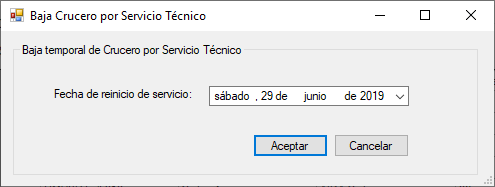 Baja Crucero por Servicio Técnico
Baja temporal de Crucero por Servicio Técnico
Fecha de reinicio de servicio: sábado , 29 de junio de 2019
Aceptar Cancelar